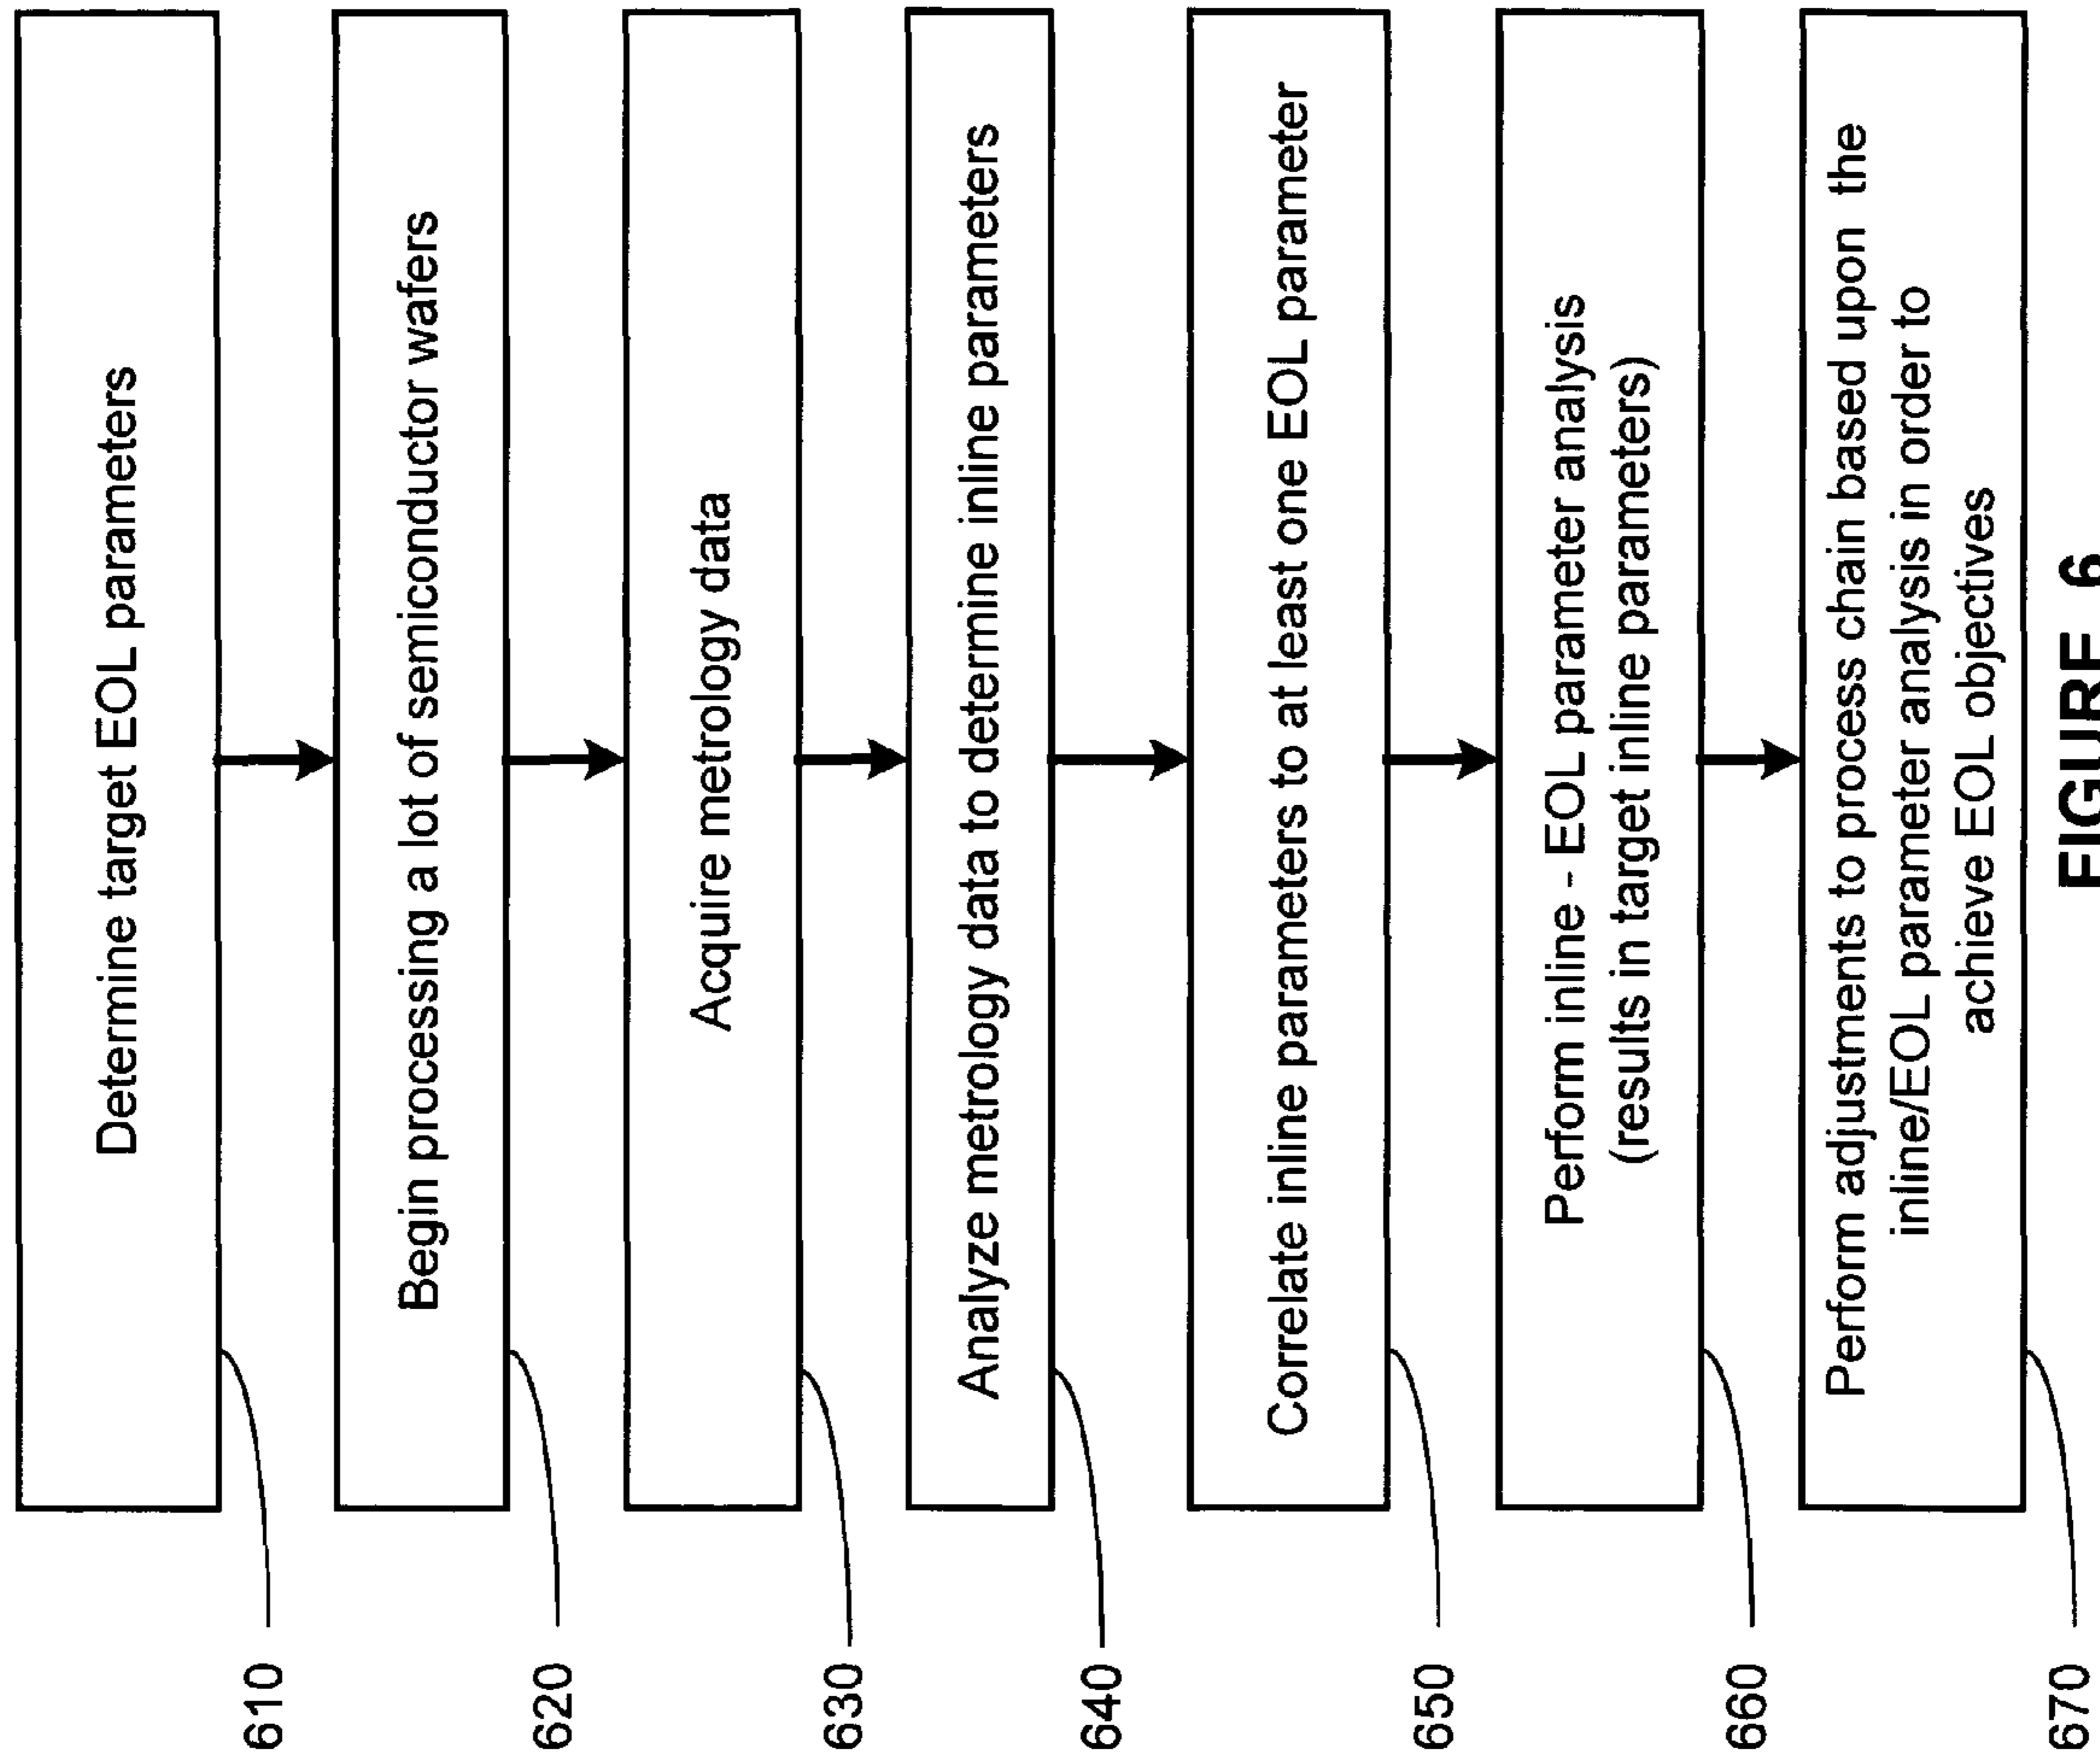 Determine target EOL parameters
610
Begin processing a lot of semiconductor wafers
620
Acquire metrology data
630
Analyze metrology data to determine inline parameters
640
Correlate inline parameters to at least one EOL parameter
650
Perform inline - EOL parameter analysis
(results in target inline parameters)
660
Perform adjustments to process chain based upon the
inline/EOL parameter analysis in order to
achieve EOL objectives
670
FIGURE 6